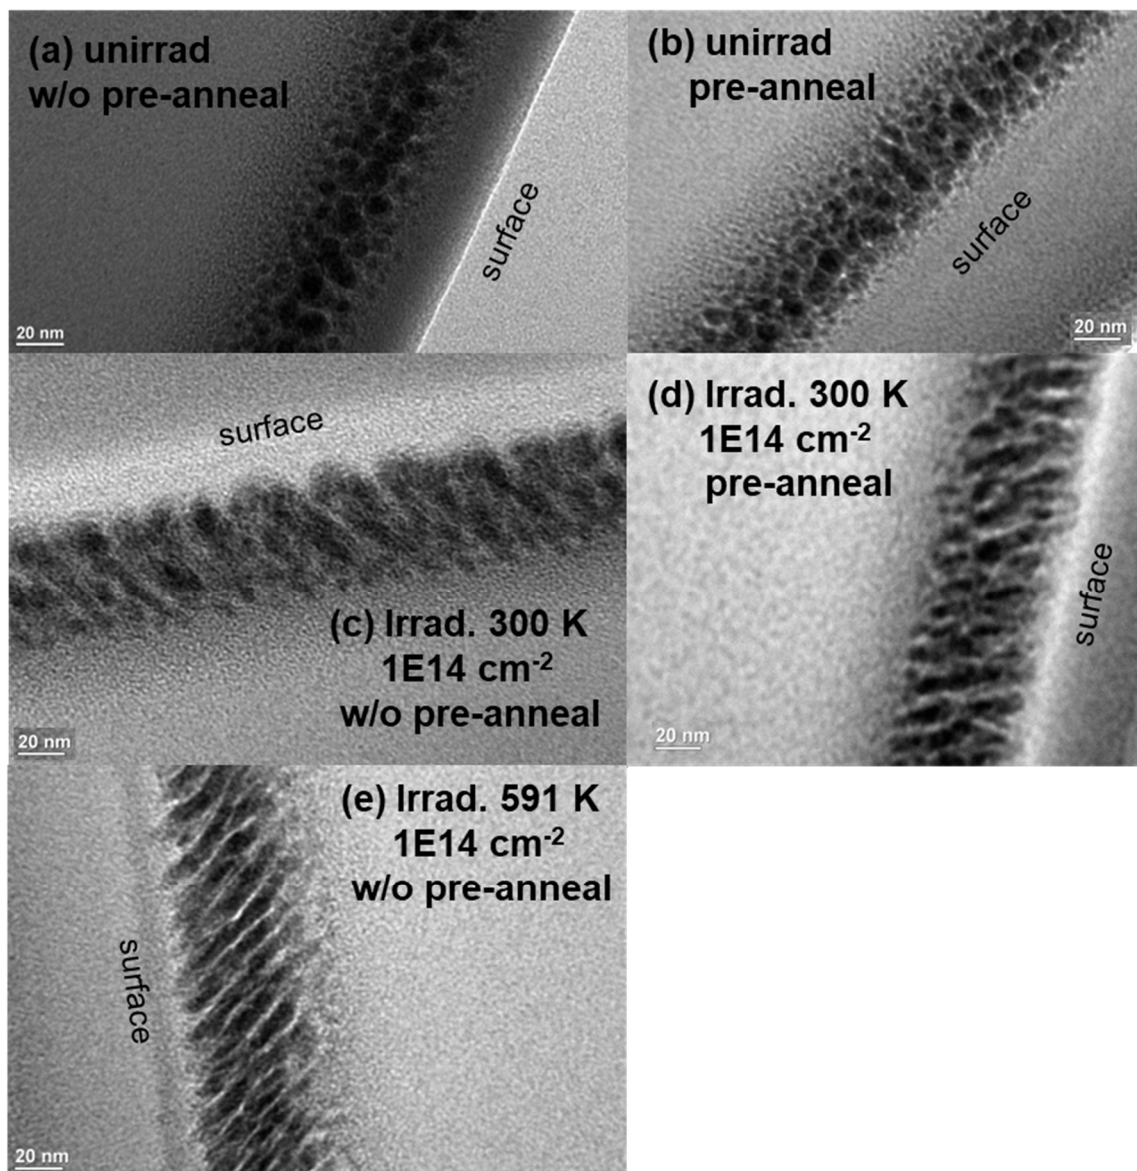 (a) unirrad
w/o pre-anneal
surface
20 nm
(b) unirrad
pre-anneal
surface
20 nm
surface
(c) Irrad. 300 K
1E14 cm⁻²
w/o pre-anneal
20 nm
(d) Irrad. 300 K
1E14 cm⁻²
pre-anneal
surface
20 nm
(e) Irrad. 591 K
1E14 cm⁻²
w/o pre-anneal
surface
20 nm